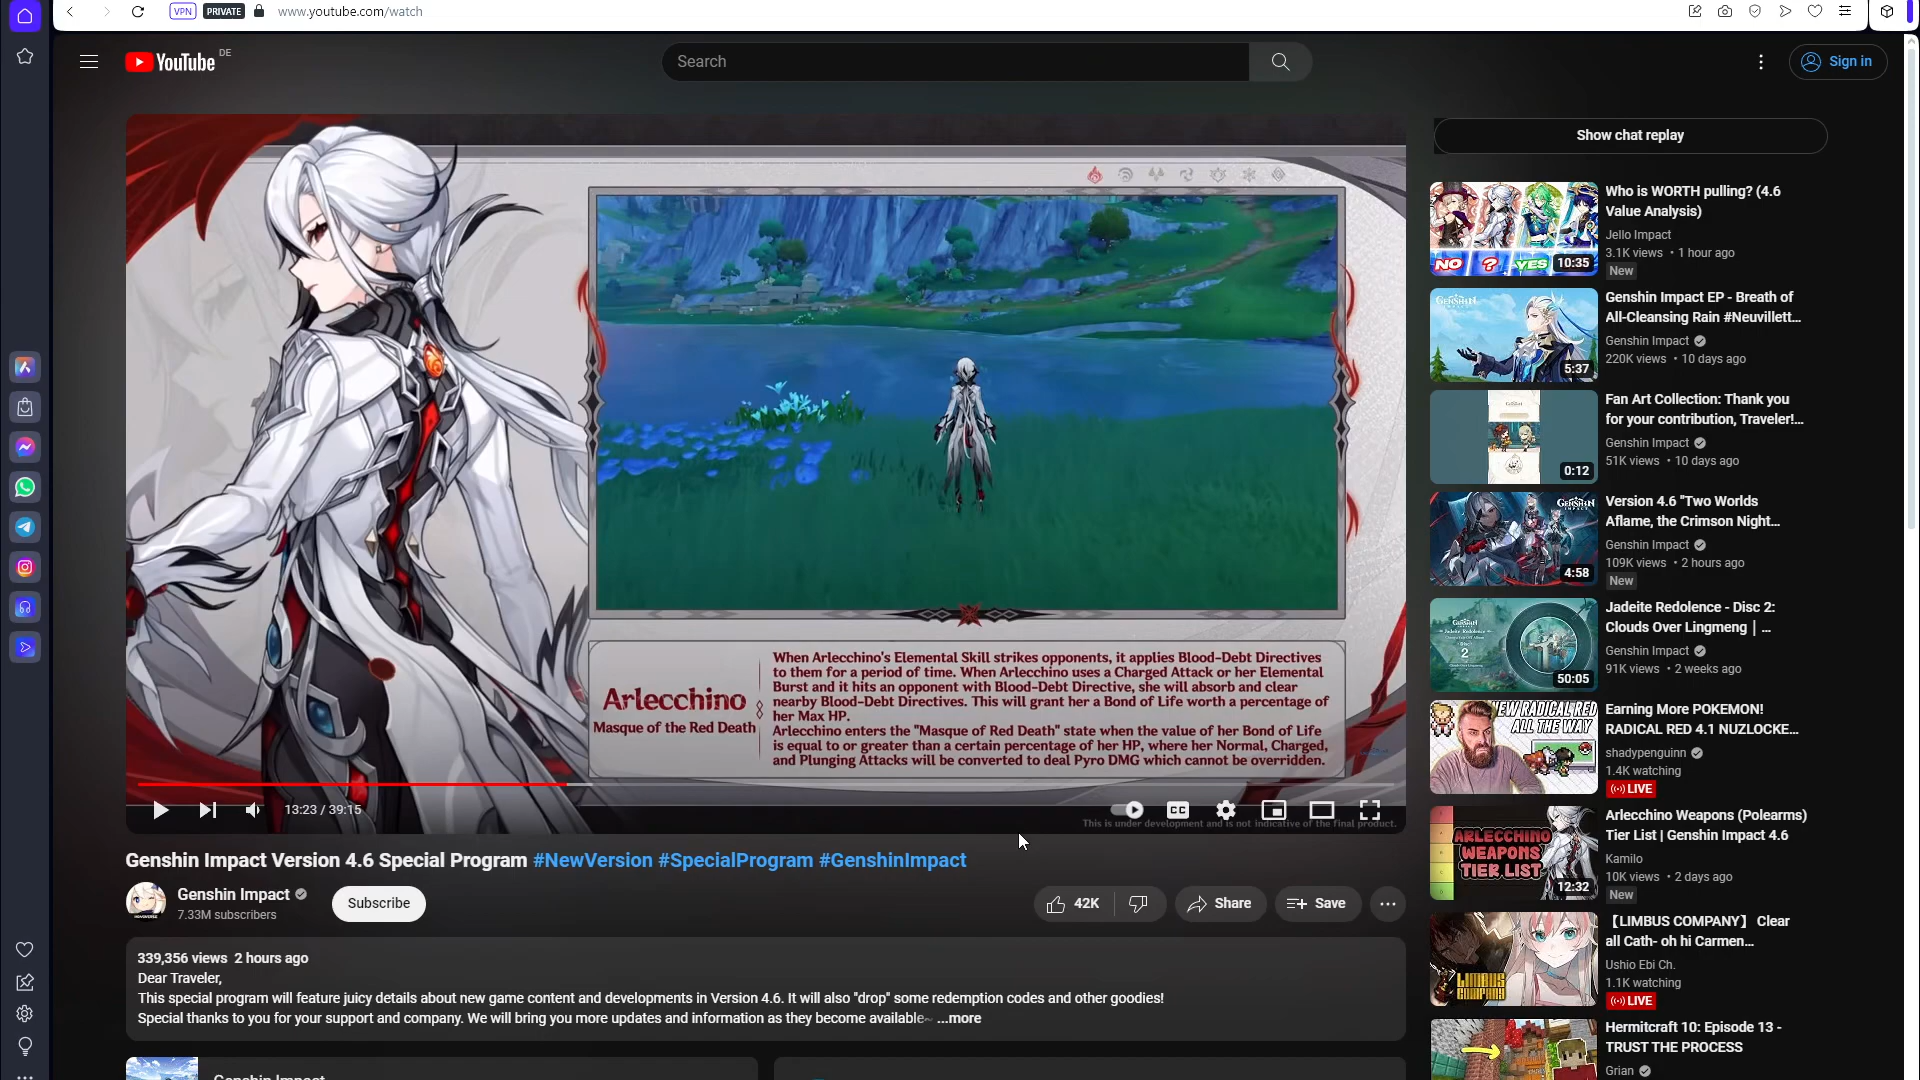 VPN PRIVATE www.youtube.com/watch
YouTube DE
Search
Sign in
Arlecchino
Masque of the Red Death
When Arlecchino's Elemental Skill strikes opponents, it applies Blood-Debt Directives
to them for a period of time. When Arlecchino uses a Charged Attack or her Elemental
Burst and it hits an opponent with Blood-Debt Directive, she will absorb and clear
nearby Blood-Debt Directives. This will grant her a Bond of Life worth a percentage of
her Max HP.
Arlecchino enters the "Masque of Red Death" state when the value of her Bond of Life
is equal to or greater than a certain percentage of her HP, where her Normal, Charged,
and Plunging Attacks will be converted to deal Pyro DMG which cannot be overridden.
13:23 / 39:15
CC
This is under development and is not indicative of the final product.
Genshin Impact Version 4.6 Special Program #NewVersion #SpecialProgram #GenshinImpact
Genshin Impact
7.33M subscribers
Subscribe
42K
Share
Save
339,356 views 2 hours ago
Dear Traveler,
This special program will feature juicy details about new game content and developments in Version 4.6. It will also "drop" some redemption codes and other goodies!
Special thanks to you for your support and company. We will bring you more updates and information as they become available~ ...more
Genshin Impact
Show chat replay
NO ? YES 10:35
Who is WORTH pulling? (4.6
Value Analysis)
Jello Impact
3.1K views • 1 hour ago
New
GENSHIN
5:37
Genshin Impact EP - Breath of
All-Cleansing Rain #Neuvillett...
Genshin Impact
220K views • 10 days ago
0:12
Fan Art Collection: Thank you
for your contribution, Traveler!...
Genshin Impact
51K views • 10 days ago
GENSHIN
4:58
Version 4.6 "Two Worlds
Aflame, the Crimson Night...
Genshin Impact
109K views • 2 hours ago
New
Jadeite Redolence
Disc
2
50:05
Jadeite Redolence - Disc 2:
Clouds Over Lingmeng | ...
Genshin Impact
91K views • 2 weeks ago
NEW RADICAL RED
ALL THE WAY
Earning More POKEMON!
RADICAL RED 4.1 NUZLOCKE...
shadypenguinn
1.4K watching
LIVE
ARLECCHINO
WEAPONS
TIER LIST
12:32
Arlecchino Weapons (Polearms)
Tier List | Genshin Impact 4.6
Kamilo
10K views • 2 days ago
New
LIMBUS
COMPANY
【LIMBUS COMPANY】 Clear
all Cath- oh hi Carmen...
Ushio Ebi Ch.
1.1K watching
LIVE
Hermitcraft 10: Episode 13 -
TRUST THE PROCESS
Grian